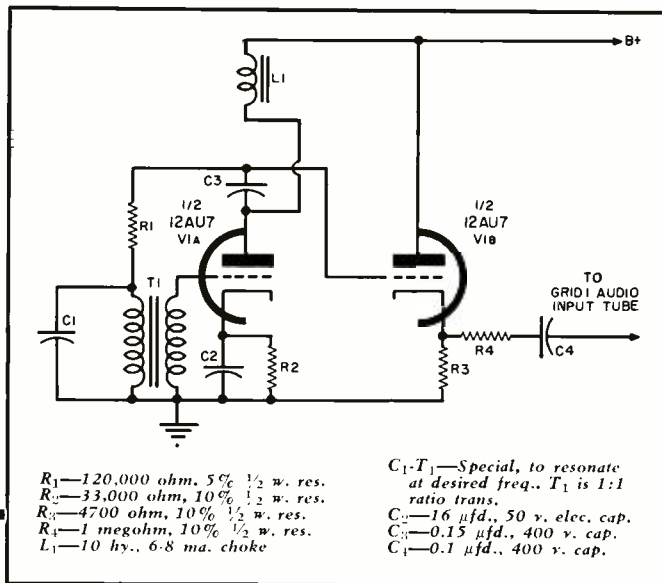 B+
L1
C3
1/2
12AU7
V1A
1/2
12AU7
V1B
R1
T1
C1
C2
R2
R3
R4
C4
TO
GRID I AUDIO
INPUT TUBE
R1—120,000 ohm, 5% ½ w. res.
R2—33,000 ohm, 10% ½ w. res.
R3—4700 ohm, 10% ½ w. res.
R4—1 megohm, 10% ½ w. res.
L1—10 hy., 6-8 ma. choke
C1-T1—Special, to resonate
at desired freq.. T1 is 1:1
ratio trans.
C2—16 µfd., 50 v. elec. cap.
C3—0.15 µfd., 400 v. cap.
C4—0.1 µfd., 400 v. cap.